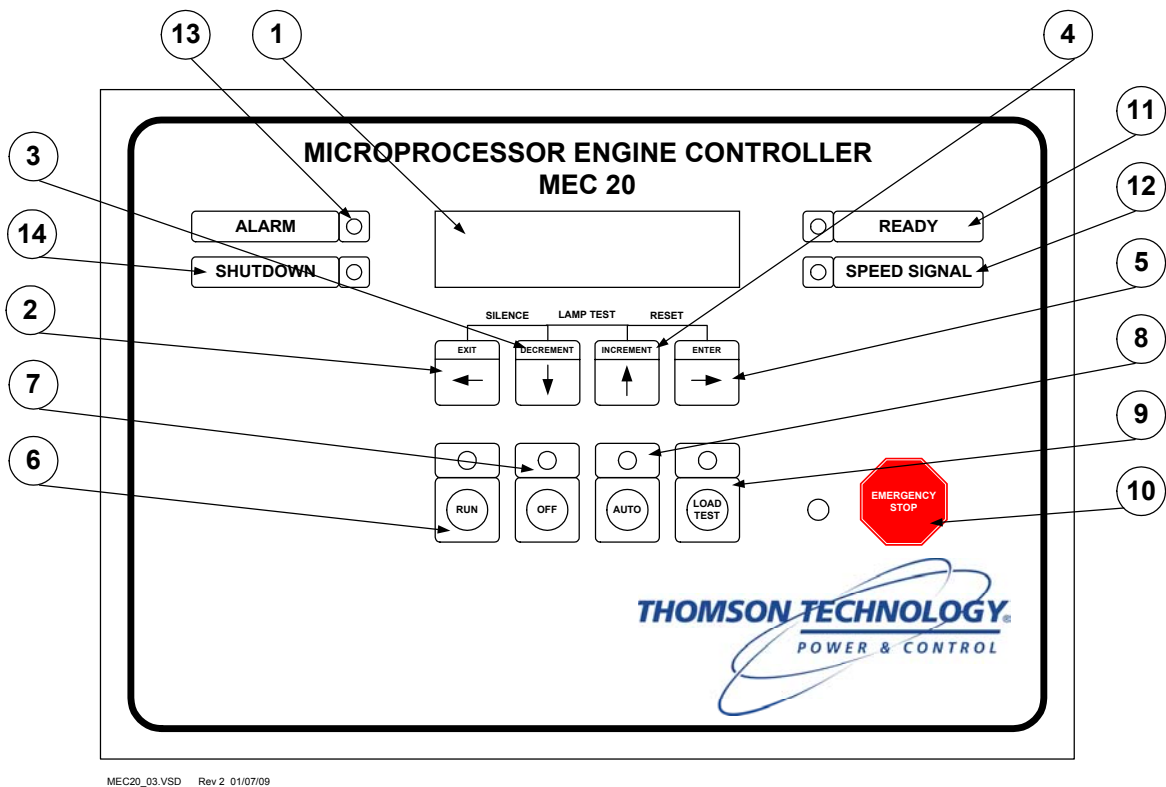 13
1
4
11
3
MICROPROCESSOR ENGINE CONTROLLER
MEC 20
12
ALARM
READY
14
SHUTDOWN
SPEED SIGNAL
5
2
SILENCE LAMP TEST RESET
EXIT DECREMENT INCREMENT ENTER
8
7
9
6
RUN OFF AUTO LOAD
TEST
EMERGENCY
STOP
10
THOMSON TECHNOLOGY®
POWER & CONTROL
MEC20_03.VSD Rev 2 01/07/09